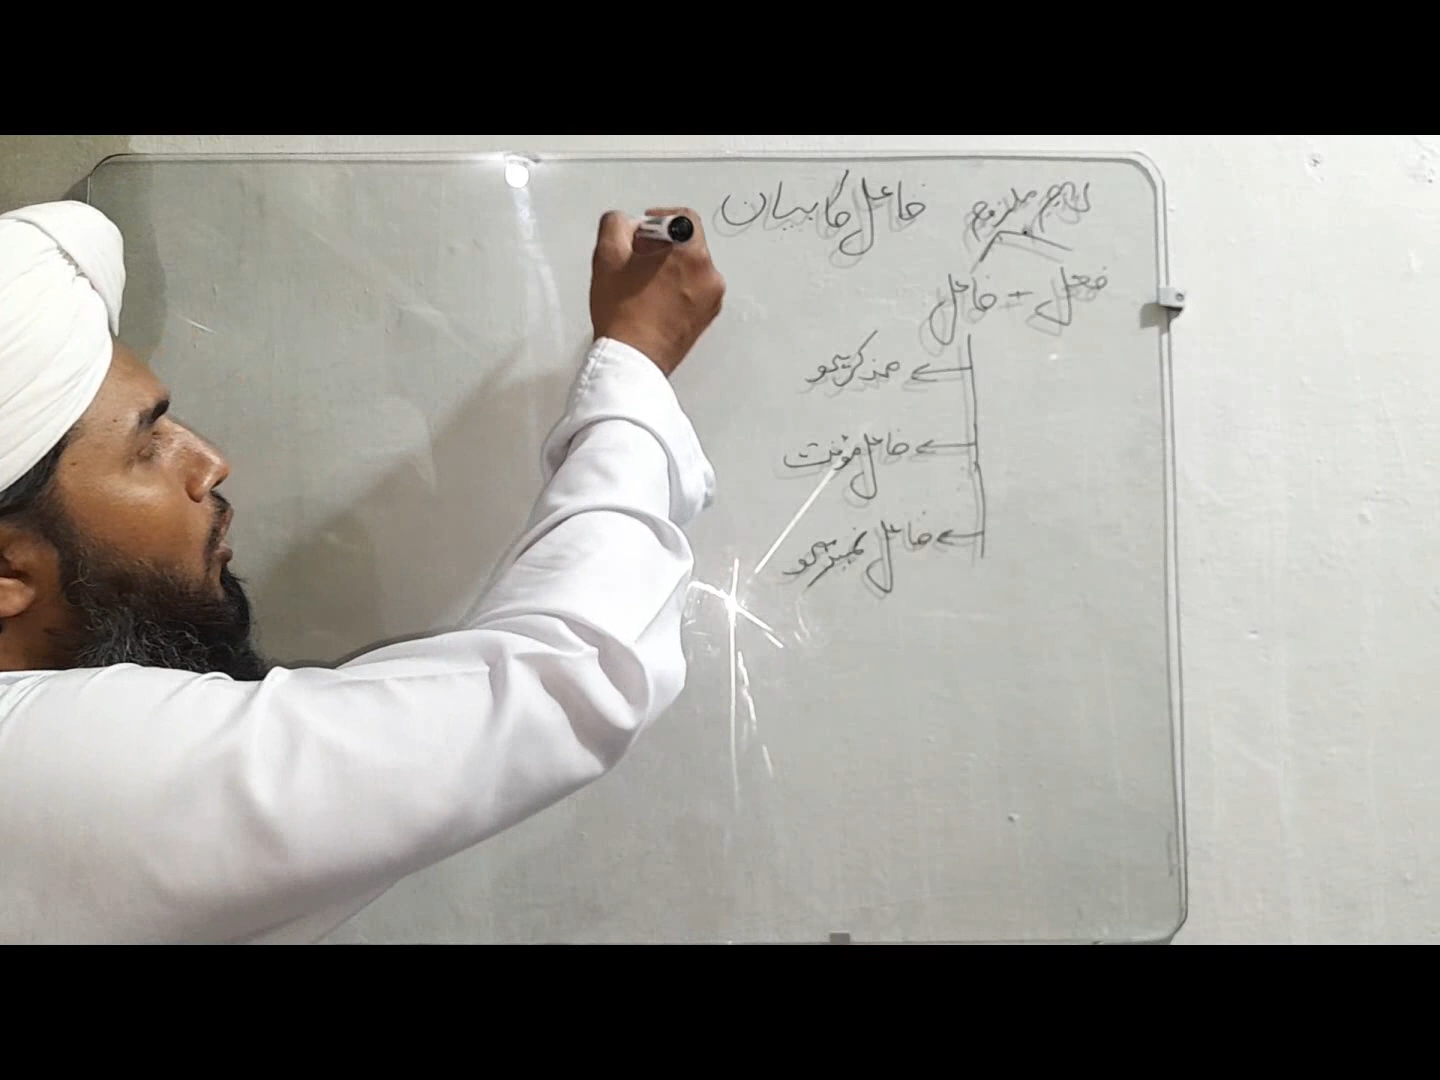 لازم ملزوم
فاعل کا بیان
فعل + فاعل
مذکر ہو
فاعل مؤنث
فاعل ضمیر ہو